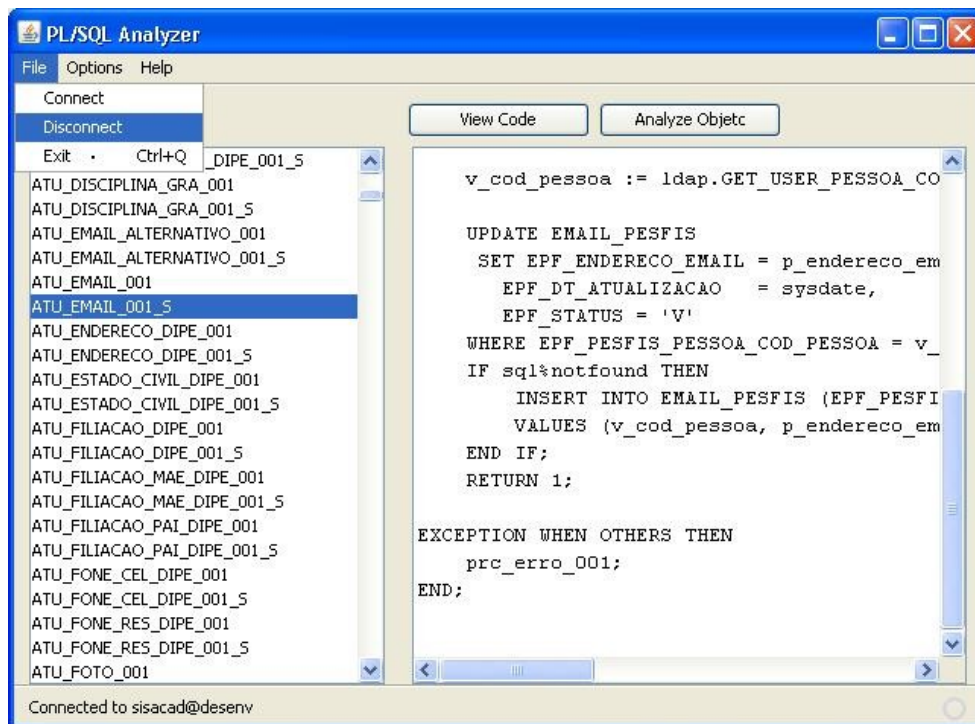 PL/SQL Analyzer
File Options Help
Connect
Disconnect
Exit Ctrl+Q
View Code Analyze Objetc
_DIPE_001_S
ATU_DISCIPLINA_GRA_001
ATU_DISCIPLINA_GRA_001_S
ATU_EMAIL_ALTERNATIVO_001
ATU_EMAIL_ALTERNATIVO_001_S
ATU_EMAIL_001
ATU_EMAIL_001_S
ATU_ENDERECO_DIPE_001
ATU_ENDERECO_DIPE_001_S
ATU_ESTADO_CIVIL_DIPE_001
ATU_ESTADO_CIVIL_DIPE_001_S
ATU_FILIACAO_DIPE_001
ATU_FILIACAO_DIPE_001_S
ATU_FILIACAO_MAE_DIPE_001
ATU_FILIACAO_MAE_DIPE_001_S
ATU_FILIACAO_PAI_DIPE_001
ATU_FILIACAO_PAI_DIPE_001_S
ATU_FONE_CEL_DIPE_001
ATU_FONE_CEL_DIPE_001_S
ATU_FONE_RES_DIPE_001
ATU_FONE_RES_DIPE_001_S
ATU_FOTO_001
v_cod_pessoa := ldap.GET_USER_PESSOA_CO
UPDATE EMAIL_PESFIS
SET EPF_ENDERECO_EMAIL = p_endereco_em
EPF_DT_ATUALIZACAO = sysdate,
EPF_STATUS = 'V'
WHERE EPF_PESFIS_PESSOA_COD_PESSOA = v_
IF sql%notfound THEN
INSERT INTO EMAIL_PESFIS (EPF_PESFI
VALUES (v_cod_pessoa, p_endereco_em
END IF;
RETURN 1;
EXCEPTION WHEN OTHERS THEN
prc_erro_001;
END;
Connected to sisacad@desenv